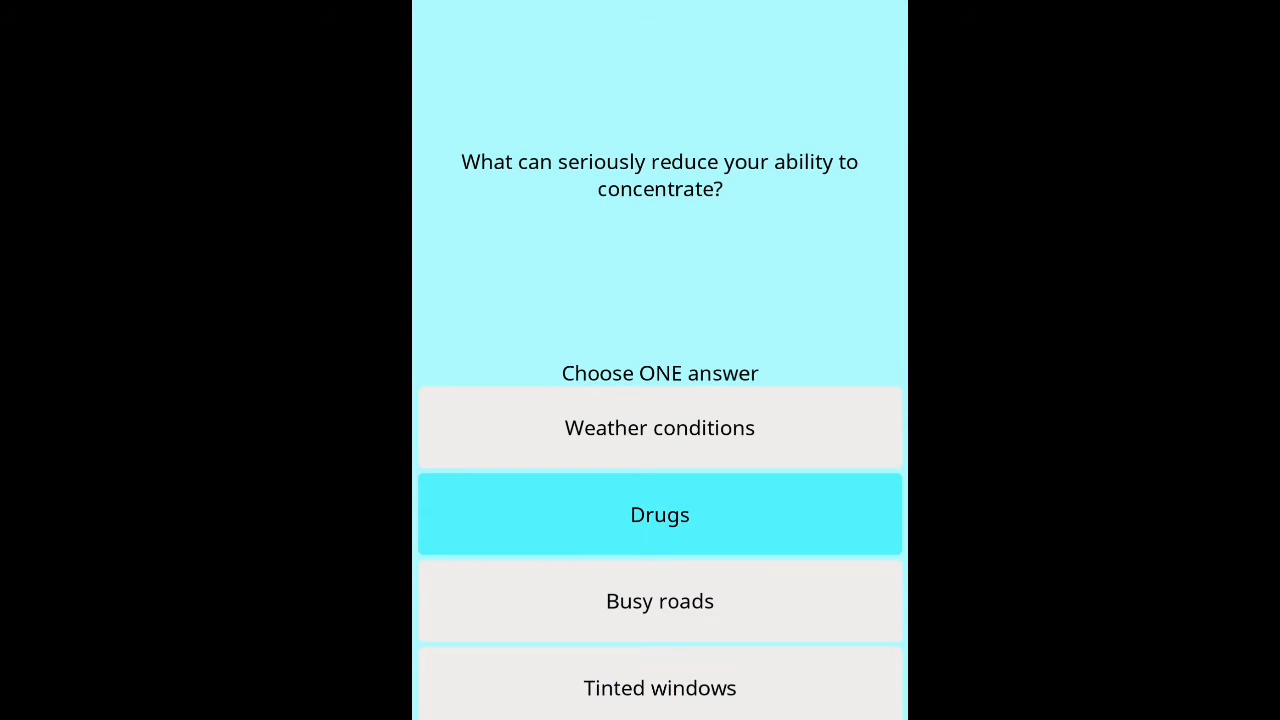 What can seriously reduce your ability to
concentrate?
Choose ONE answer
Weather conditions
Drugs
Busy roads
Tinted windows